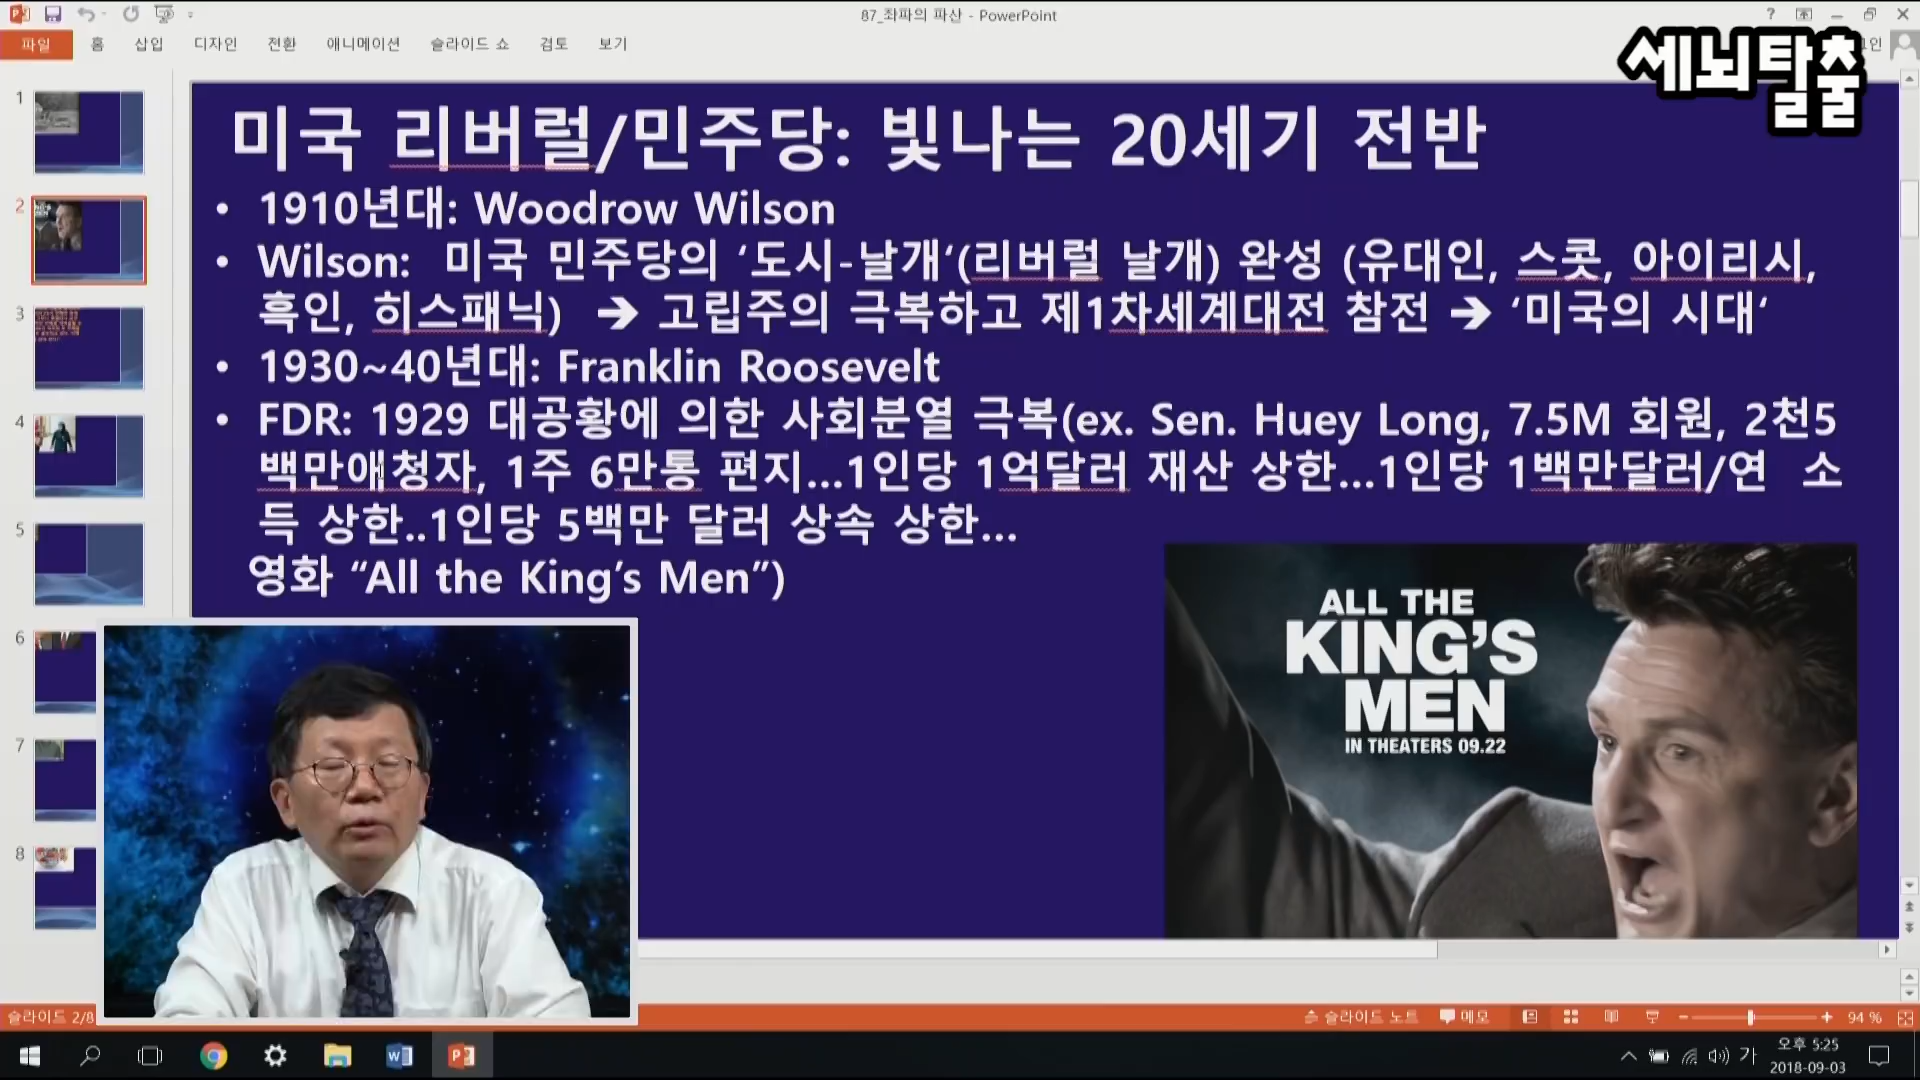 87_좌파의 파산 - PowerPoint
파일 홈 삽입 디자인 전환 애니메이션 슬라이드 쇼 검토 보기
세뇌탈출
1
2
3
4
5
6
7
8
미국 리버럴/민주당: 빛나는 20세기 전반
• 1910년대: Woodrow Wilson
• Wilson: 미국 민주당의 ‘도시-날개‘(리버럴 날개) 완성 (유대인, 스콧, 아이리시,
흑인, 히스패닉) ➔ 고립주의 극복하고 제1차세계대전 참전 ➔ ‘미국의 시대‘
• 1930~40년대: Franklin Roosevelt
• FDR: 1929 대공황에 의한 사회분열 극복(ex. Sen. Huey Long, 7.5M 회원, 2천5
백만애청자, 1주 6만통 편지...1인당 1억달러 재산 상한...1인당 1백만달러/연 소
득 상한..1인당 5백만 달러 상속 상한...
영화 “All the King’s Men”)
ALL THE
KING’S
MEN
IN THEATERS 09.22
슬라이드 2/8
슬라이드 노트 메모 94 %
가 오후 5:25
2018-09-03